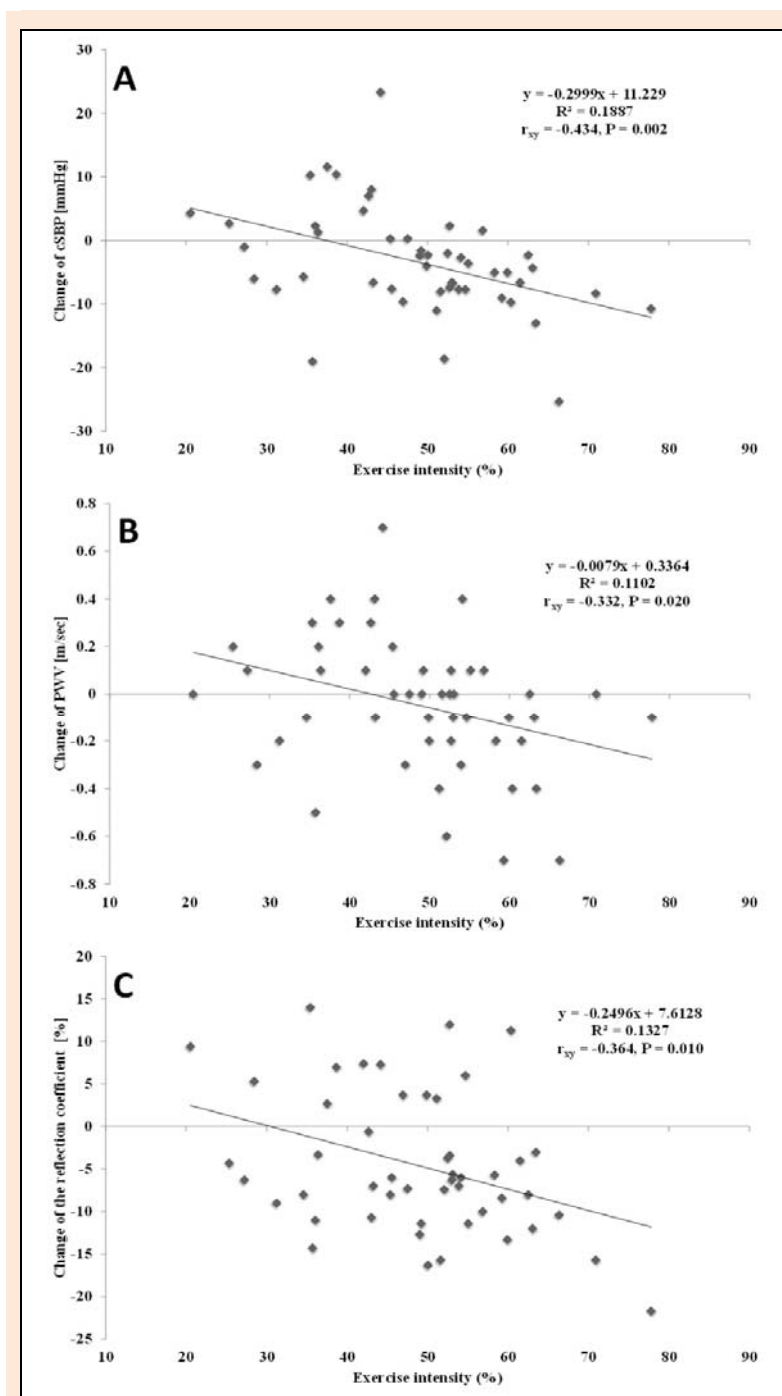 A
30
20
10
0
-10
-20
-30
Change of cSBP [mmHg]
y = -0.2999x + 11.229
R² = 0.1887
r_xy = -0.434, P = 0.002
10 20 30 40 50 60 70 80 90
Exercise intensity (%)
B
0.8
0.6
0.4
0.2
0
-0.2
-0.4
-0.6
-0.8
Change of PWV [m/sec]
y = -0.0079x + 0.3364
R² = 0.1102
r_xy = -0.332, P = 0.020
10 20 30 40 50 60 70 80 90
Exercise intensity (%)
C
20
15
10
5
0
-5
-10
-15
-20
-25
Change of the reflection coefficient [%]
y = -0.2496x + 7.6128
R² = 0.1327
r_xy = -0.364, P = 0.010
10 20 30 40 50 60 70 80 90
Exercise intensity (%)